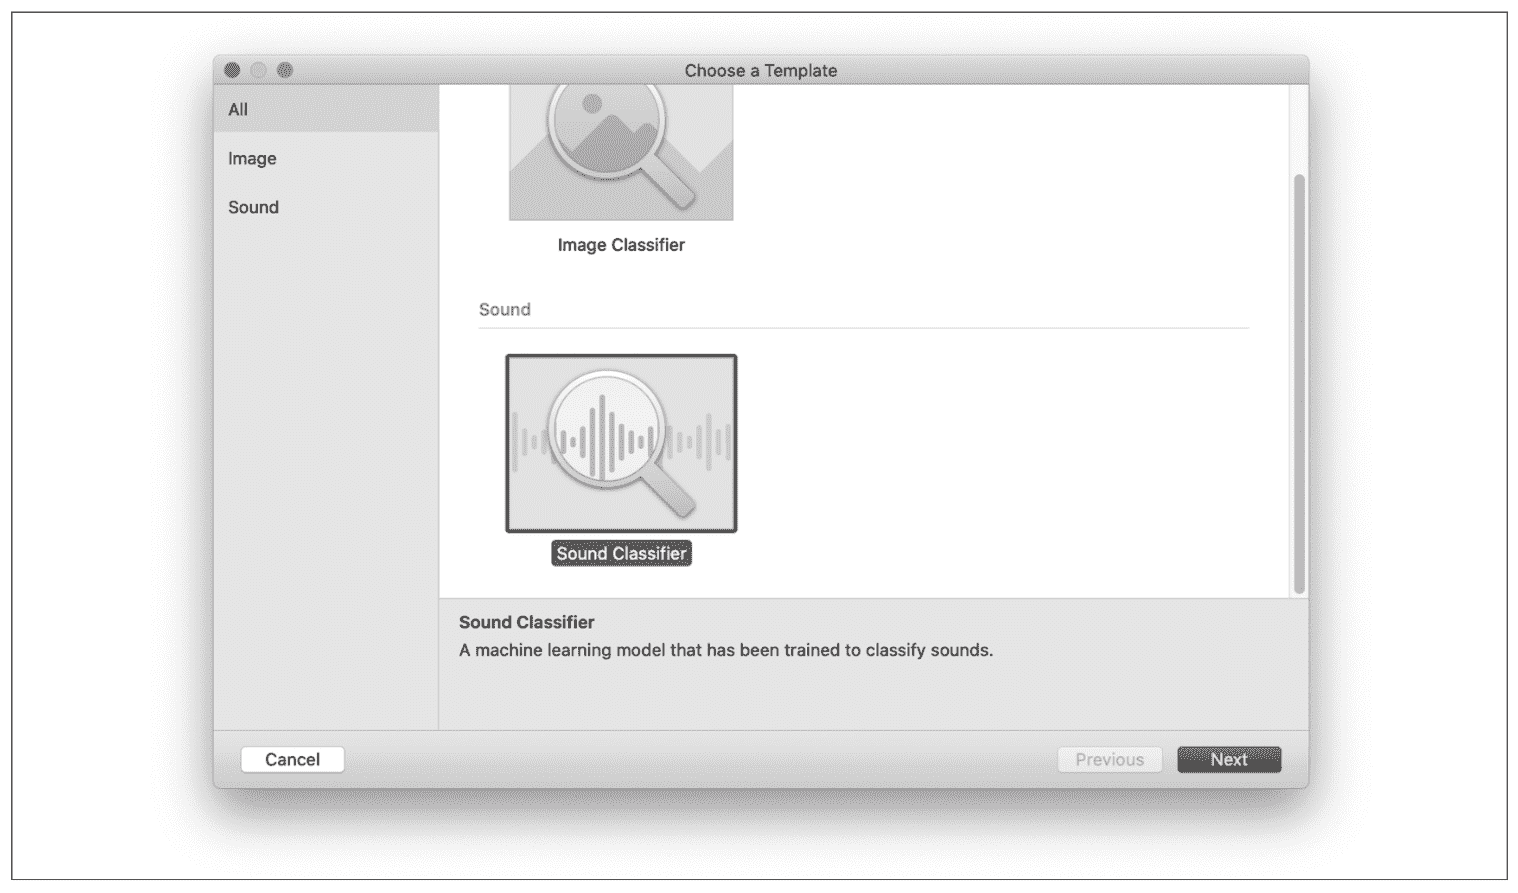 Choose a Template
All
Image
Sound
Image Classifier
Sound
Sound Classifier
Sound Classifier
A machine learning model that has been trained to classify sounds.
Cancel
Previous
Next